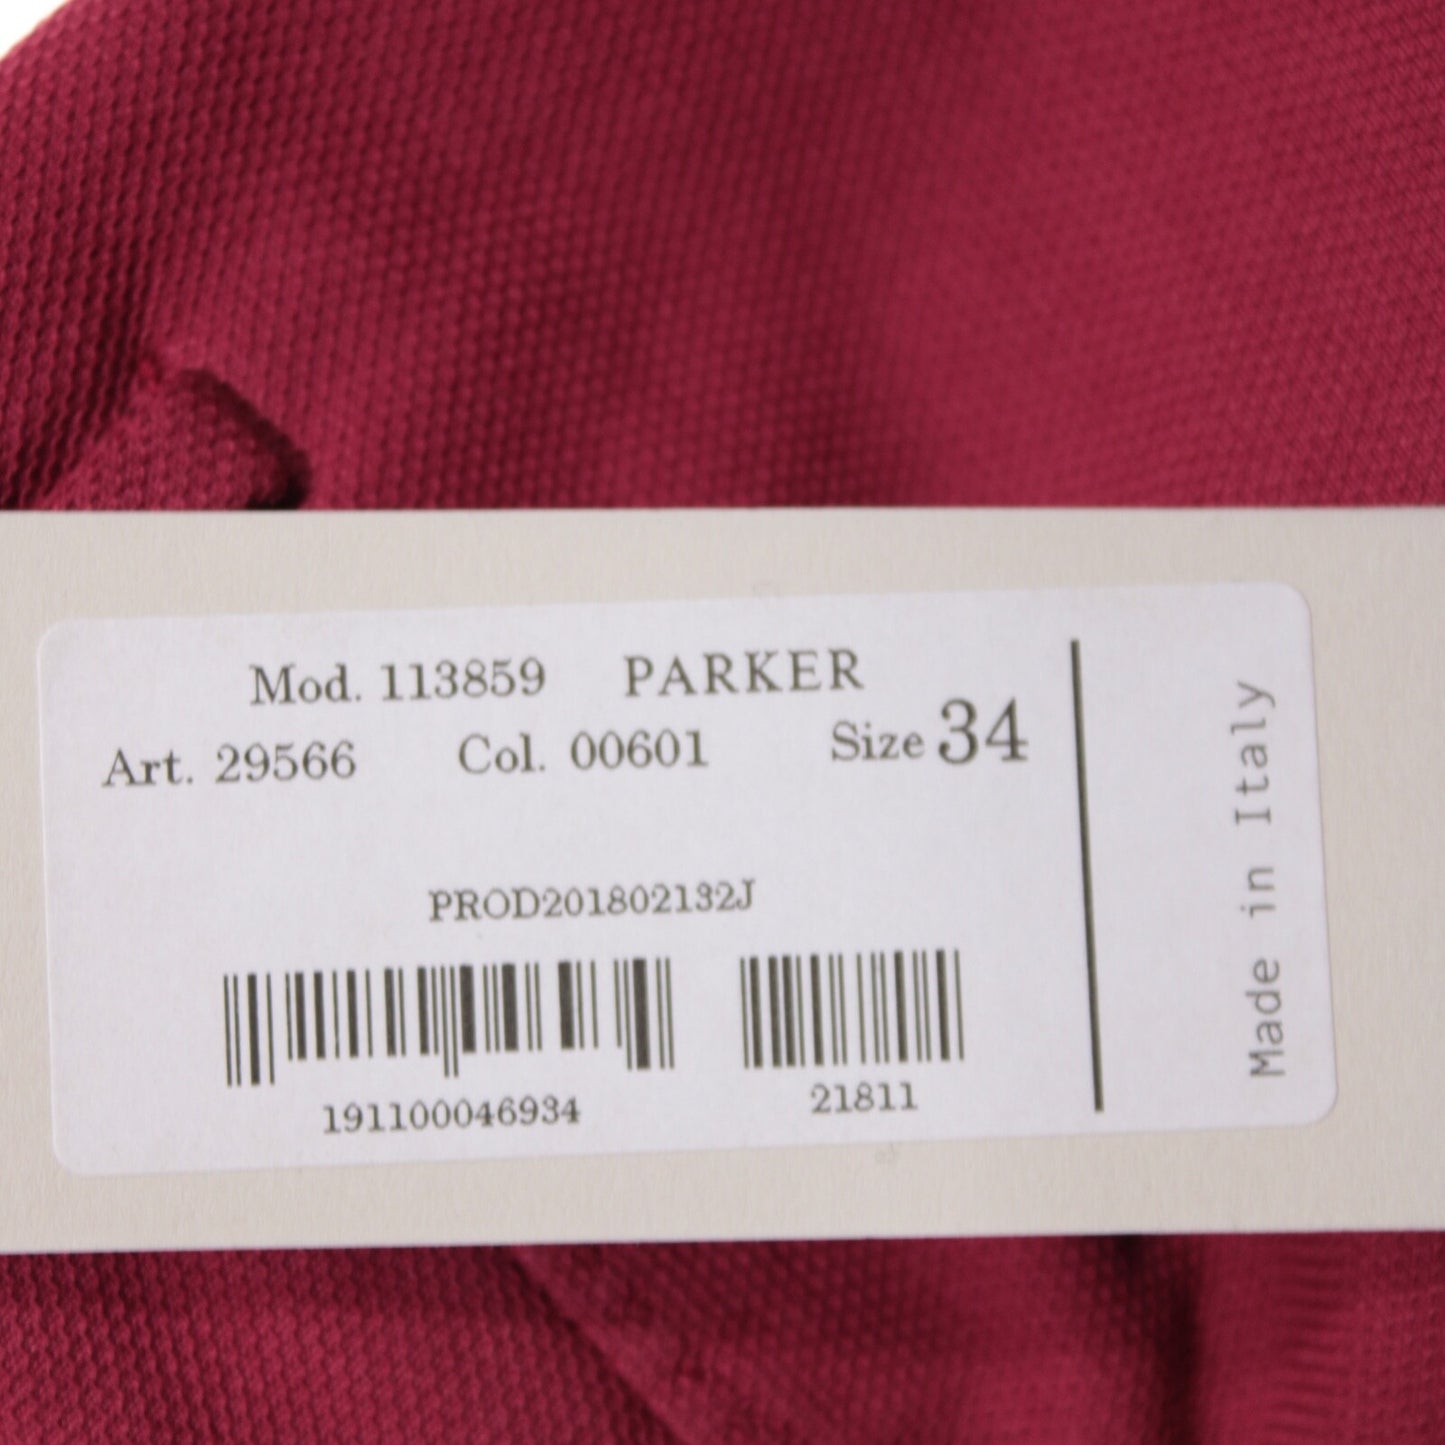 Mod. 113859 PARKER
Art. 29566 Col. 00601 Size 34
PROD201802132J
191100046934 21811
Made in Italy